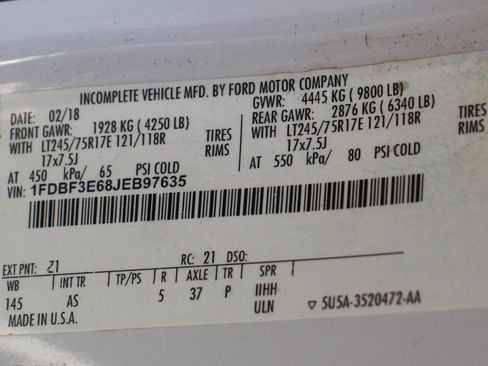 INCOMPLETE VEHICLE MFD. BY FORD MOTOR COMPANY
DATE: 02/18 GVWR: 4445 KG ( 9800 LB)
FRONT GAWR: 1928 KG ( 4250 LB) REAR GAWR: 2876 KG ( 6340 LB)
WITH LT245/75R17E 121/118R TIRES WITH LT245/75R17E 121/118R TIRES
17x7.5J RIMS 17x7.5J RIMS
AT 450 kPa/ 65 PSI COLD AT 550 kPa/ 80 PSI COLD
VIN: 1FDBF3E68JEB97635
EXT PNT: Z1 RC: 21 DSO:
WB INT TR TP/PS R AXLE TR SPR
145 AS 5 37 P IIHH
ULN
MADE IN U.S.A. ▽ 5U5A-3520472-AA